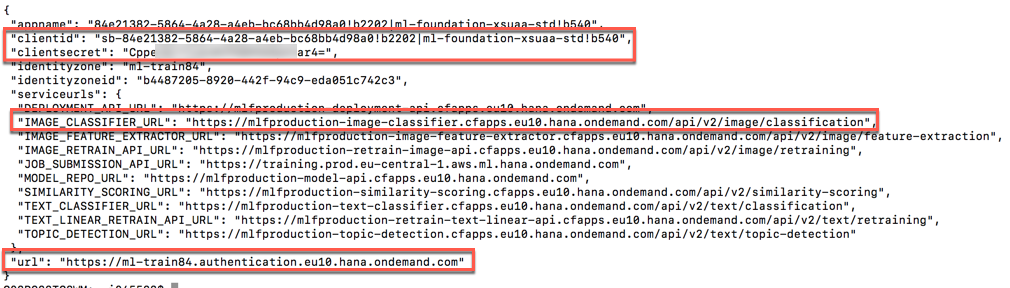 {
"appname": "84e21382-5864-4a28-a4eb-bc68bb4d98a0!b2202|ml-foundation-xsuaa-std!b540",
"clientid": "sb-84e21382-5864-4a28-a4eb-bc68bb4d98a0!b2202|ml-foundation-xsuaa-std!b540",
"clientsecret": "Cppe ar4=",
"identityzone": "ml-train84",
"identityzoneid": "b4487205-8920-442f-94c9-eda051c742c3",
"serviceurls": {
"DEPLOYMENT_API_URL": "https://mlfproduction-deployment-api.cfapps.eu10.hana.ondemand.com",
"IMAGE_CLASSIFIER_URL": "https://mlfproduction-image-classifier.cfapps.eu10.hana.ondemand.com/api/v2/image/classification",
"IMAGE_FEATURE_EXTRACTOR_URL": "https://mlfproduction-image-feature-extractor.cfapps.eu10.hana.ondemand.com/api/v2/image/feature-extraction",
"IMAGE_RETRAIN_API_URL": "https://mlfproduction-retrain-image-api.cfapps.eu10.hana.ondemand.com/api/v2/image/retraining",
"JOB_SUBMISSION_API_URL": "https://training.prod.eu-central-1.aws.ml.hana.ondemand.com",
"MODEL_REPO_URL": "https://mlfproduction-model-api.cfapps.eu10.hana.ondemand.com",
"SIMILARITY_SCORING_URL": "https://mlfproduction-similarity-scoring.cfapps.eu10.hana.ondemand.com/api/v2/similarity-scoring",
"TEXT_CLASSIFIER_URL": "https://mlfproduction-text-classifier.cfapps.eu10.hana.ondemand.com/api/v2/text/classification",
"TEXT_LINEAR_RETRAIN_API_URL": "https://mlfproduction-retrain-text-linear-api.cfapps.eu10.hana.ondemand.com/api/v2/text/retraining",
"TOPIC_DETECTION_URL": "https://mlfproduction-topic-detection.cfapps.eu10.hana.ondemand.com/api/v2/text/topic-detection"
},
"url": "https://ml-train84.authentication.eu10.hana.ondemand.com"
}